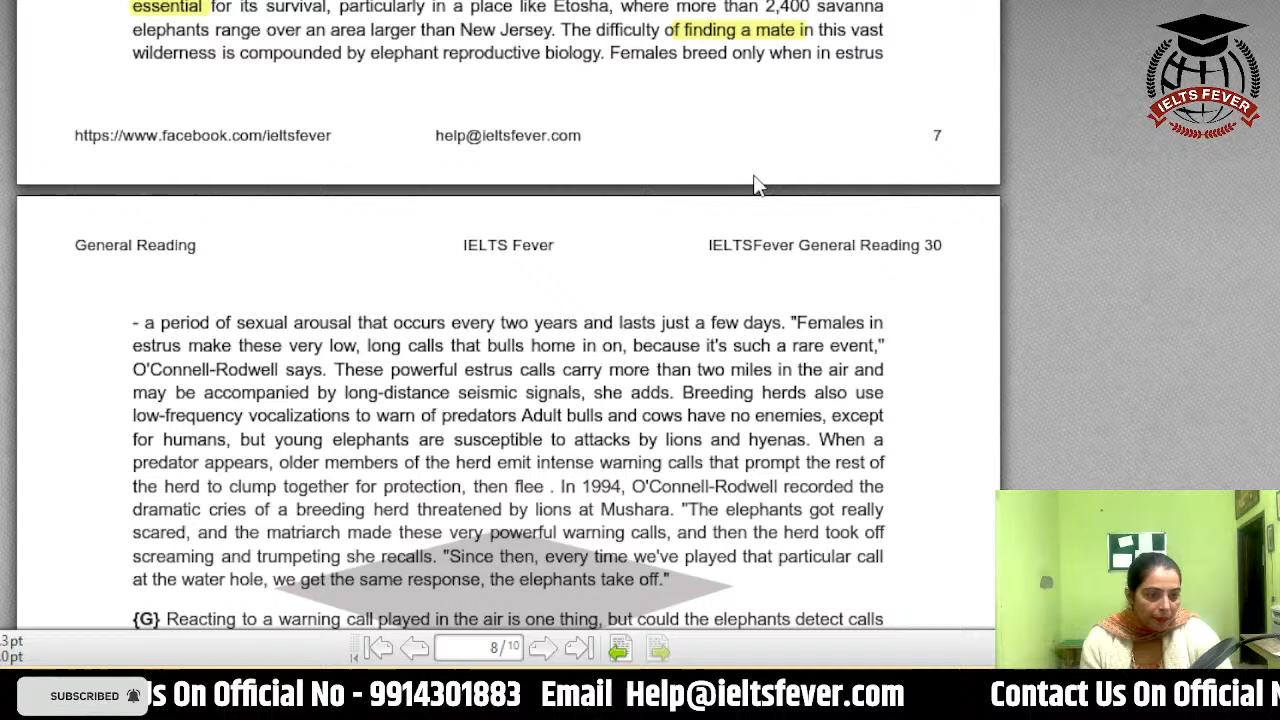 essential for its survival, particularly in a place like Etosha, where more than 2,400 savanna
elephants range over an area larger than New Jersey. The difficulty of finding a mate in this vast
wilderness is compounded by elephant reproductive biology. Females breed only when in estrus
https://www.facebook.com/ieltsfever help@ieltsfever.com 7
IELTS FEVER
General Reading IELTS Fever IELTSFever General Reading 30
- a period of sexual arousal that occurs every two years and lasts just a few days. "Females in
estrus make these very low, long calls that bulls home in on, because it's such a rare event,"
O'Connell-Rodwell says. These powerful estrus calls carry more than two miles in the air and
may be accompanied by long-distance seismic signals, she adds. Breeding herds also use
low-frequency vocalizations to warn of predators Adult bulls and cows have no enemies, except
for humans, but young elephants are susceptible to attacks by lions and hyenas. When a
predator appears, older members of the herd emit intense warning calls that prompt the rest of
the herd to clump together for protection, then flee . In 1994, O'Connell-Rodwell recorded the
dramatic cries of a breeding herd threatened by lions at Mushara. "The elephants got really
scared, and the matriarch made these very powerful warning calls, and then the herd took off
screaming and trumpeting she recalls. "Since then, every time we've played that particular call
at the water hole, we get the same response, the elephants take off."
{G} Reacting to a warning call played in the air is one thing, but could the elephants detect calls
.3 pt
.0 pt
8 / 10
SUBSCRIBED
Us On Official No - 9914301883 Email Help@ieltsfever.com Contact Us On Official N